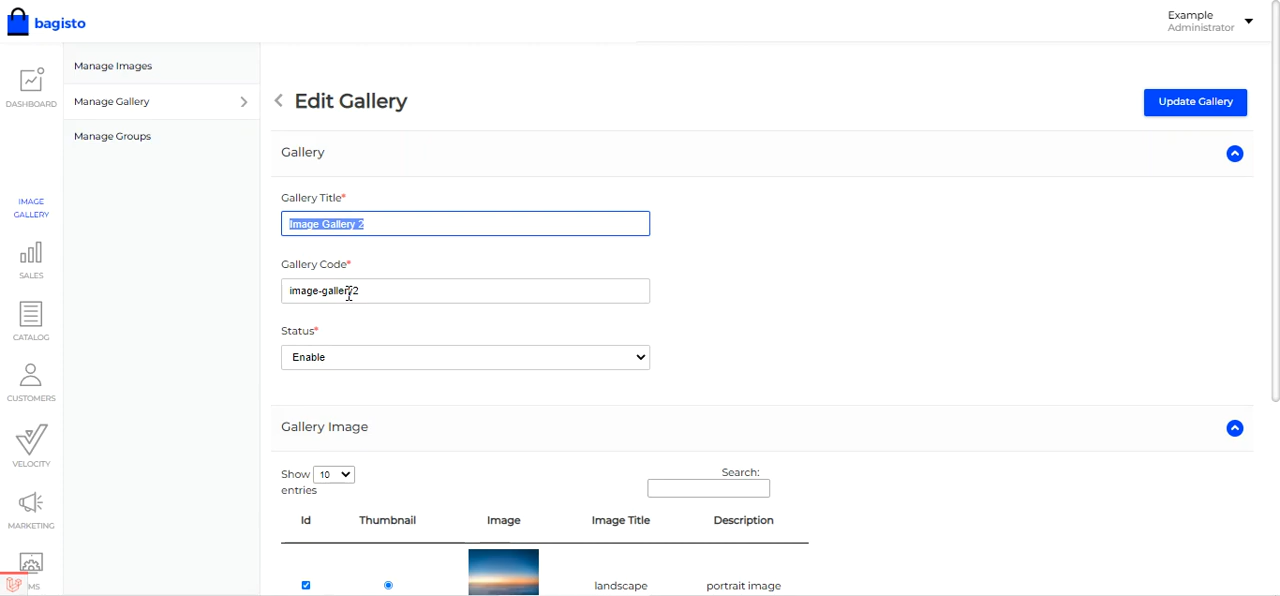 bagisto
Example
Administrator
Manage Images
Manage Gallery
Manage Groups
DASHBOARD
IMAGE
GALLERY
SALES
CATALOG
CUSTOMERS
VELOCITY
MARKETING
Edit Gallery
Update Gallery
Gallery
Gallery Title*
Image Gallery 2
Gallery Code*
image-gallery2
Status*
Enable
Gallery Image
Show 10
entries
Search:
Id Thumbnail Image Image Title Description
landscape portrait image